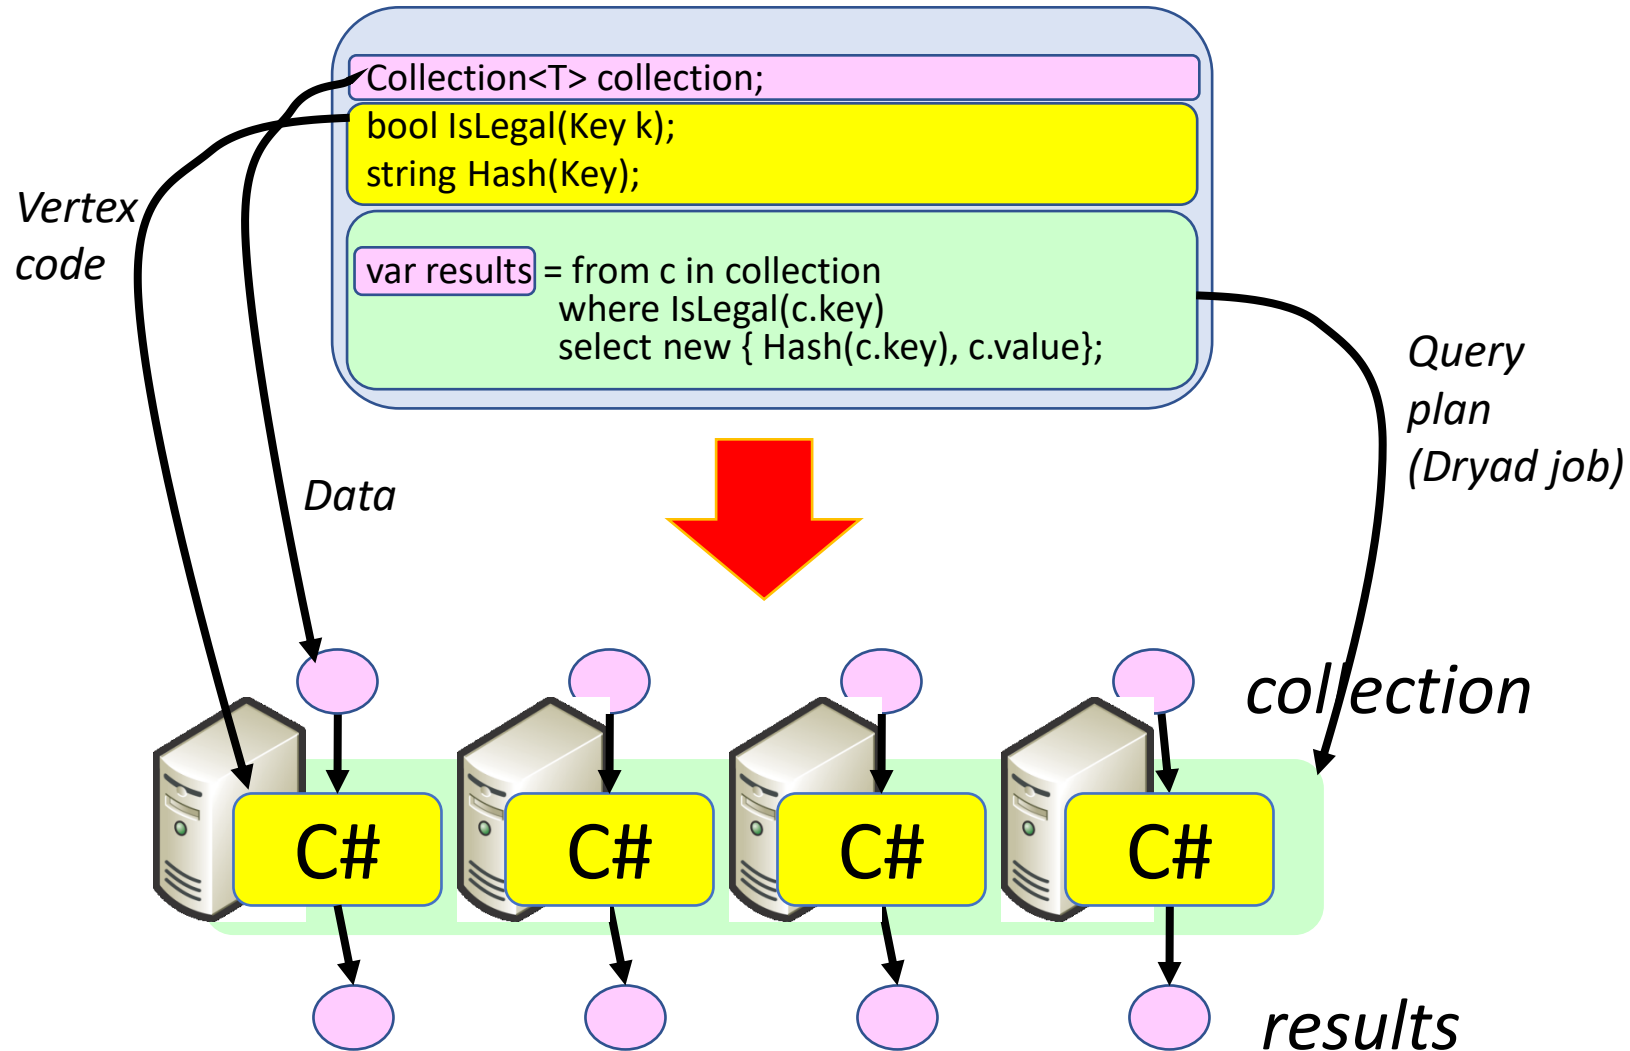 Collection<T> collection;
bool IsLegal(Key k);
string Hash(Key);
var results = from c in collection
where IsLegal(c.key)
select new { Hash(c.key), c.value};
Vertex
code
Data
Query
plan
(Dryad job)
collection
C# C# C# C#
results